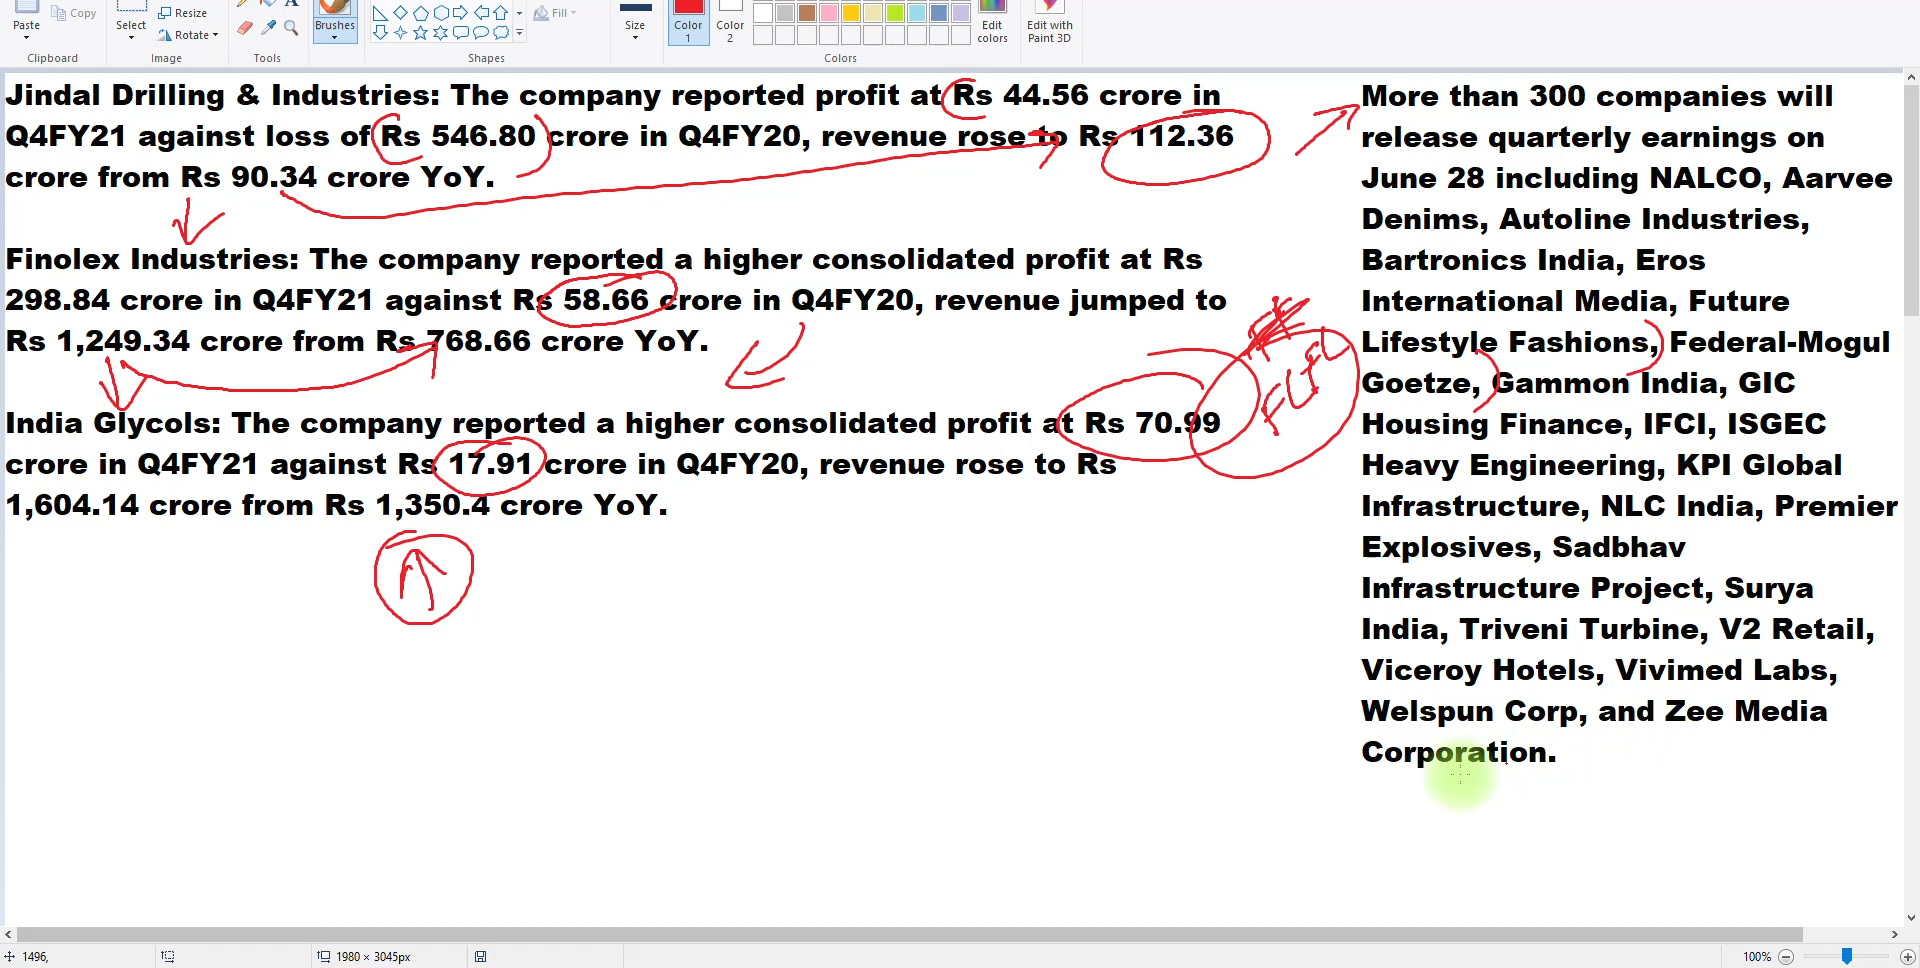 Paste
Copy
Clipboard
Select
Resize
Rotate
Image
A
Tools
Brushes
Shapes
Fill
Size
Color 1
Color 2
Edit colors
Colors
Edit with Paint 3D
Jindal Drilling & Industries: The company reported profit at Rs 44.56 crore in
Q4FY21 against loss of Rs 546.80 crore in Q4FY20, revenue rose to Rs 112.36
crore from Rs 90.34 crore YoY.
Finolex Industries: The company reported a higher consolidated profit at Rs
298.84 crore in Q4FY21 against Rs 58.66 crore in Q4FY20, revenue jumped to
Rs 1,249.34 crore from Rs 768.66 crore YoY.
India Glycols: The company reported a higher consolidated profit at Rs 70.99
crore in Q4FY21 against Rs 17.91 crore in Q4FY20, revenue rose to Rs
1,604.14 crore from Rs 1,350.4 crore YoY.
More than 300 companies will
release quarterly earnings on
June 28 including NALCO, Aarvee
Denims, Autoline Industries,
Bartronics India, Eros
International Media, Future
Lifestyle Fashions, Federal-Mogul
Goetze, Gammon India, GIC
Housing Finance, IFCI, ISGEC
Heavy Engineering, KPI Global
Infrastructure, NLC India, Premier
Explosives, Sadbhav
Infrastructure Project, Surya
India, Triveni Turbine, V2 Retail,
Viceroy Hotels, Vivimed Labs,
Welspun Corp, and Zee Media
Corporation.
1496,
1980 × 3045px
100%